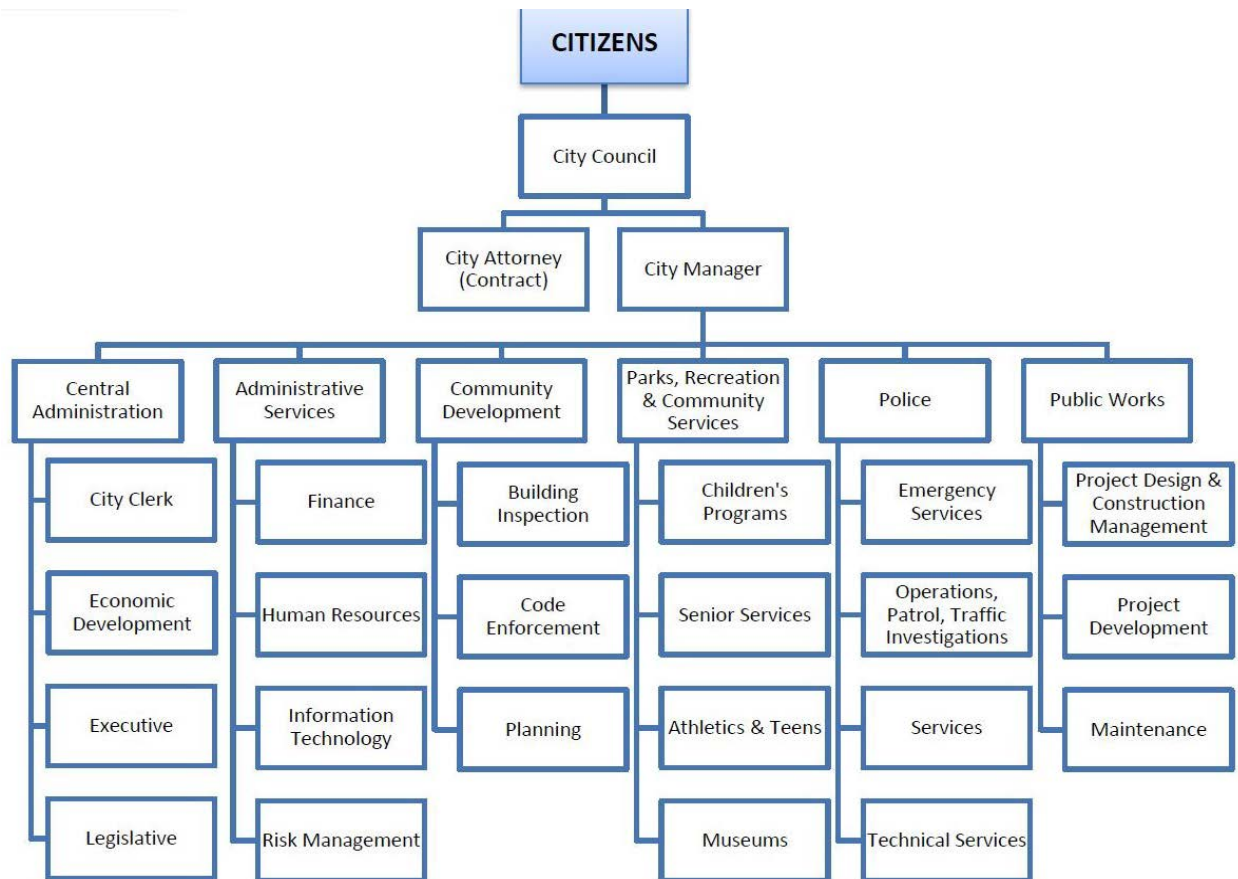 CITIZENS
City Council
City Attorney
(Contract)
City Manager
Central
Administration
Administrative
Services
Community
Development
Parks, Recreation
& Community
Services
Police
Public Works
City Clerk
Economic
Development
Executive
Legislative
Finance
Human Resources
Information
Technology
Risk Management
Building
Inspection
Code
Enforcement
Planning
Children's
Programs
Senior Services
Athletics & Teens
Museums
Emergency
Services
Operations,
Patrol, Traffic
Investigations
Services
Technical Services
Project Design &
Construction
Management
Project
Development
Maintenance